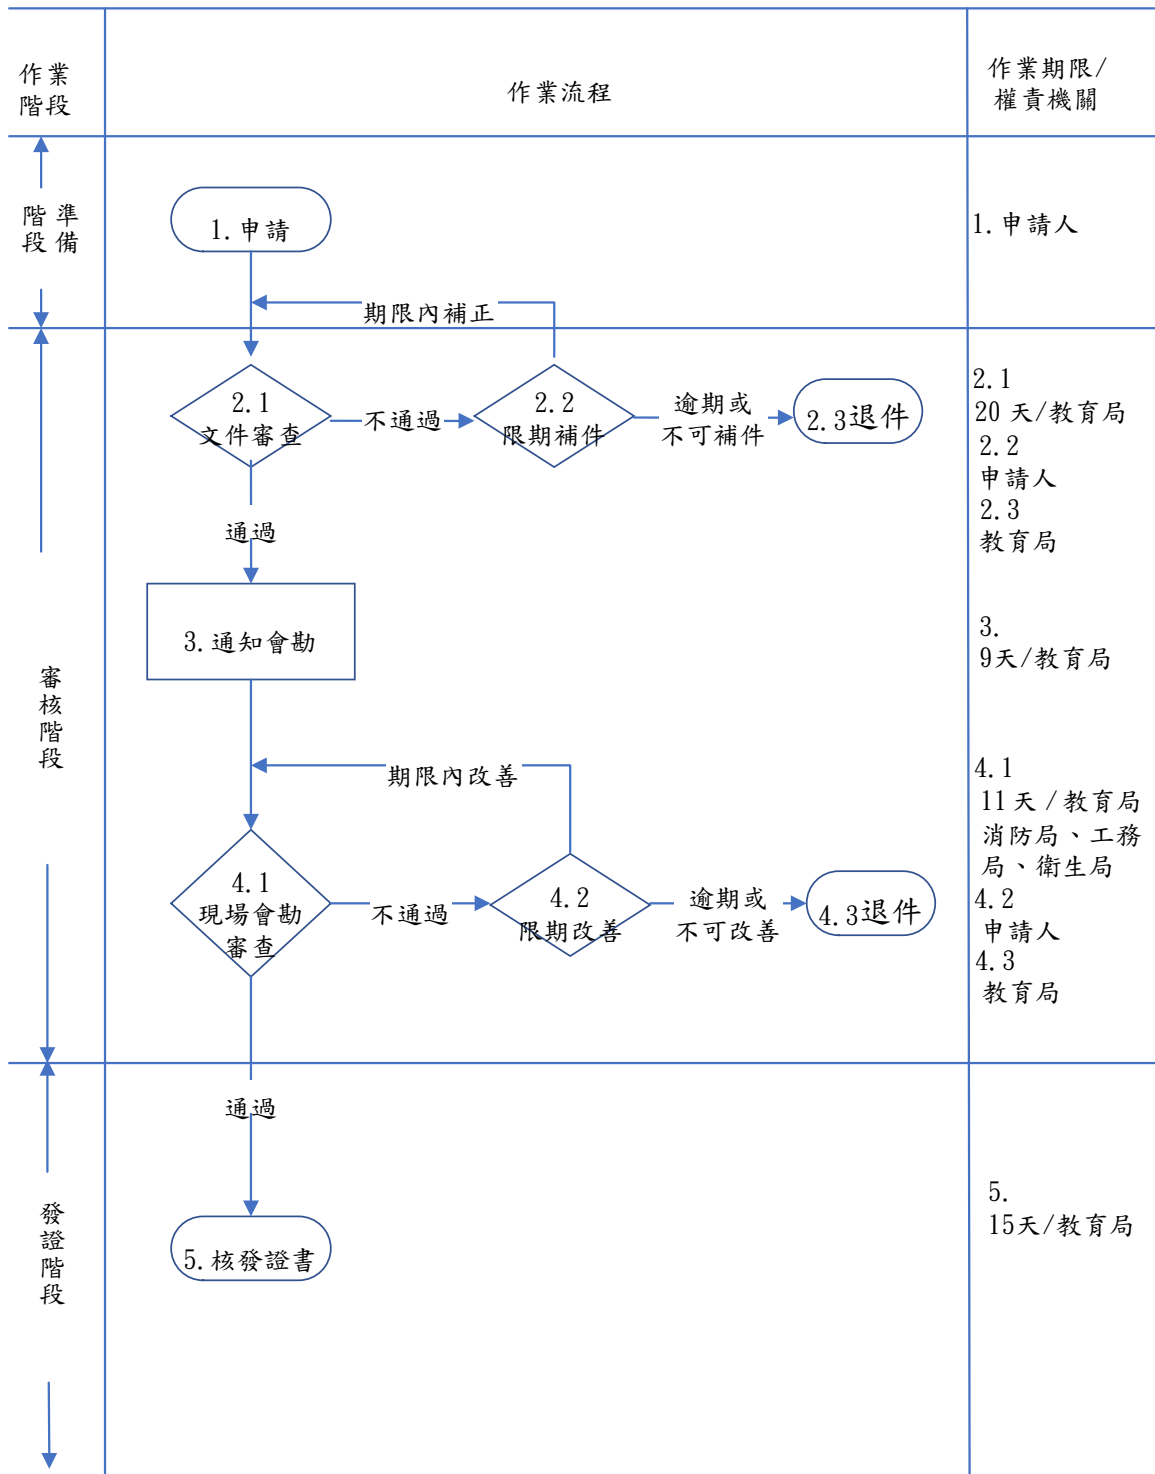 作業
階段
作業流程
作業期限/
權責機關
準備
階段
1.申請
1.申請人
期限內補正
2.1
文件審查
不通過
2.2
限期補件
逾期或
不可補件
2.3退件
2.1
20 天/教育局
2.2
申請人
2.3
教育局
通過
3.通知會勘
3.
9天/教育局
審核階段
期限內改善
4.1
現場會勘
審查
不通過
4.2
限期改善
逾期或
不可改善
4.3退件
4.1
11 天 / 教育局
消防局、工務
局、衛生局
4.2
申請人
4.3
教育局
通過
發證階段
5.核發證書
5.
15天/教育局